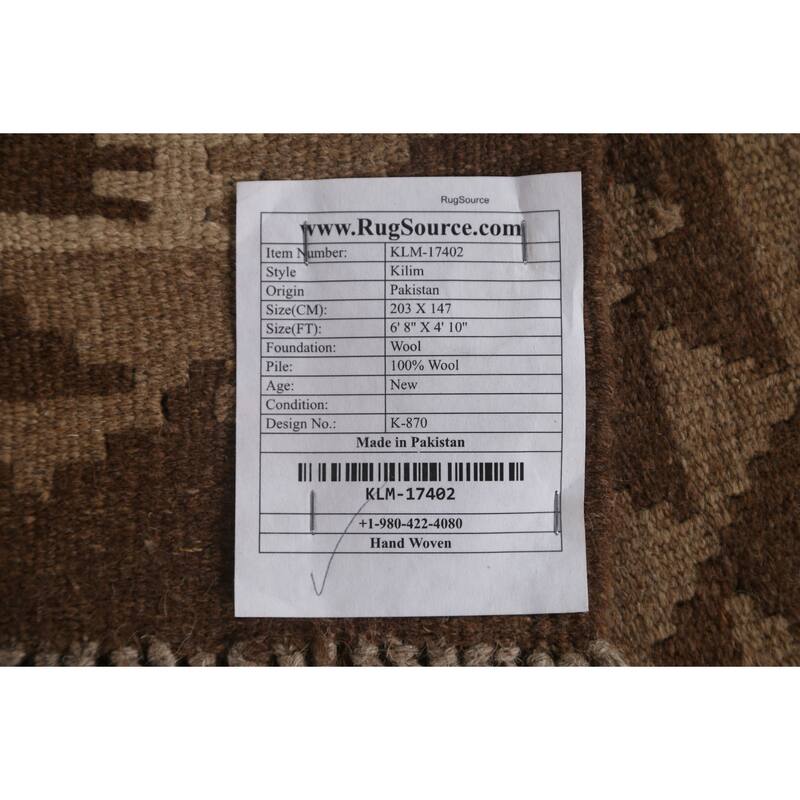 RugSource
www.RugSource.com
Item Number: KLM-17402
Style Kilim
Origin Pakistan
Size(CM): 203 X 147
Size(FT): 6' 8" X 4' 10"
Foundation: Wool
Pile: 100% Wool
Age: New
Condition:
Design No.: K-870
Made in Pakistan
KLM-17402
+1-980-422-4080
Hand Woven